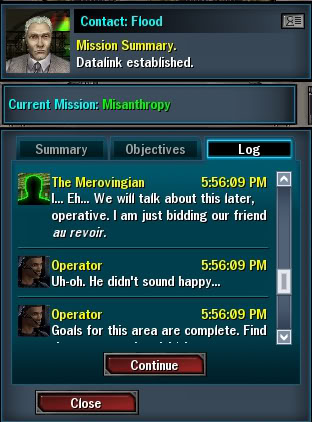 Contact: Flood
Mission Summary.
Datalink established.
Current Mission: Misanthropy
Summary
Objectives
Log
The Merovingian 5:56:09 PM
I... Eh... We will talk about this later,
operative. I am just bidding our friend
au revoir.
Operator 5:56:09 PM
Uh-oh. He didn't sound happy...
Operator 5:56:09 PM
Goals for this area are complete. Find
Continue
Close